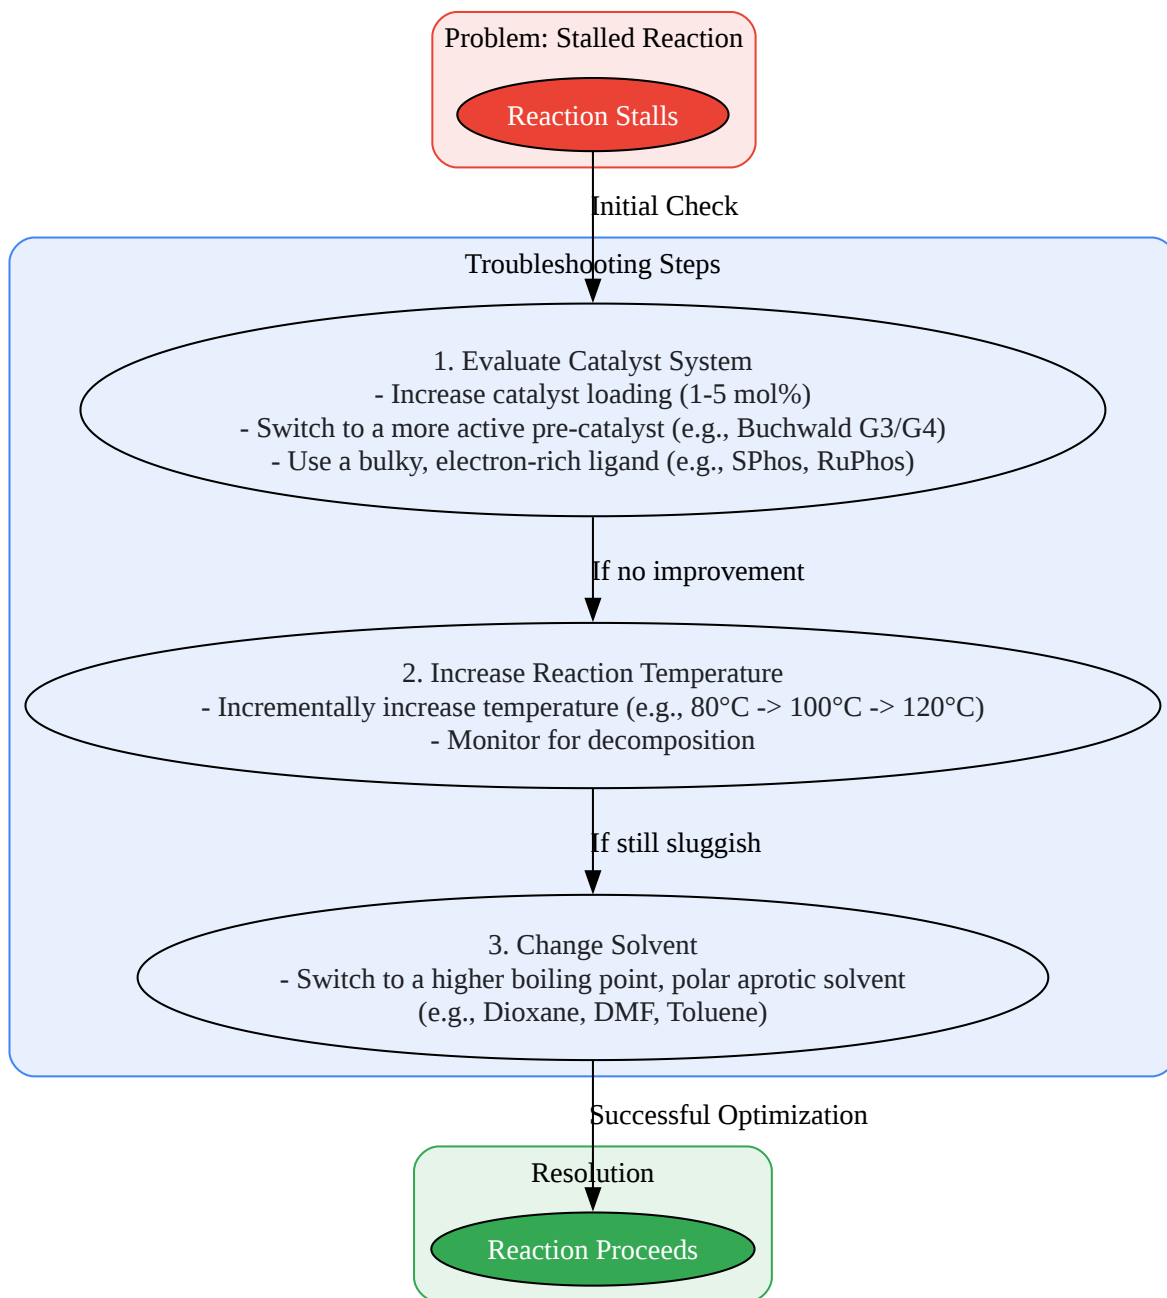 Problem: Stalled Reaction
Reaction Stalls
Initial Check
Troubleshooting Steps
1. Evaluate Catalyst System
- Increase catalyst loading (1-5 mol%)
- Switch to a more active pre-catalyst (e.g., Buchwald G3/G4)
- Use a bulky, electron-rich ligand (e.g., SPhos, RuPhos)
If no improvement
2. Increase Reaction Temperature
- Incrementally increase temperature (e.g., 80°C -> 100°C -> 120°C)
- Monitor for decomposition
If still sluggish
3. Change Solvent
- Switch to a higher boiling point, polar aprotic solvent
(e.g., Dioxane, DMF, Toluene)
Successful Optimization
Resolution
Reaction Proceeds